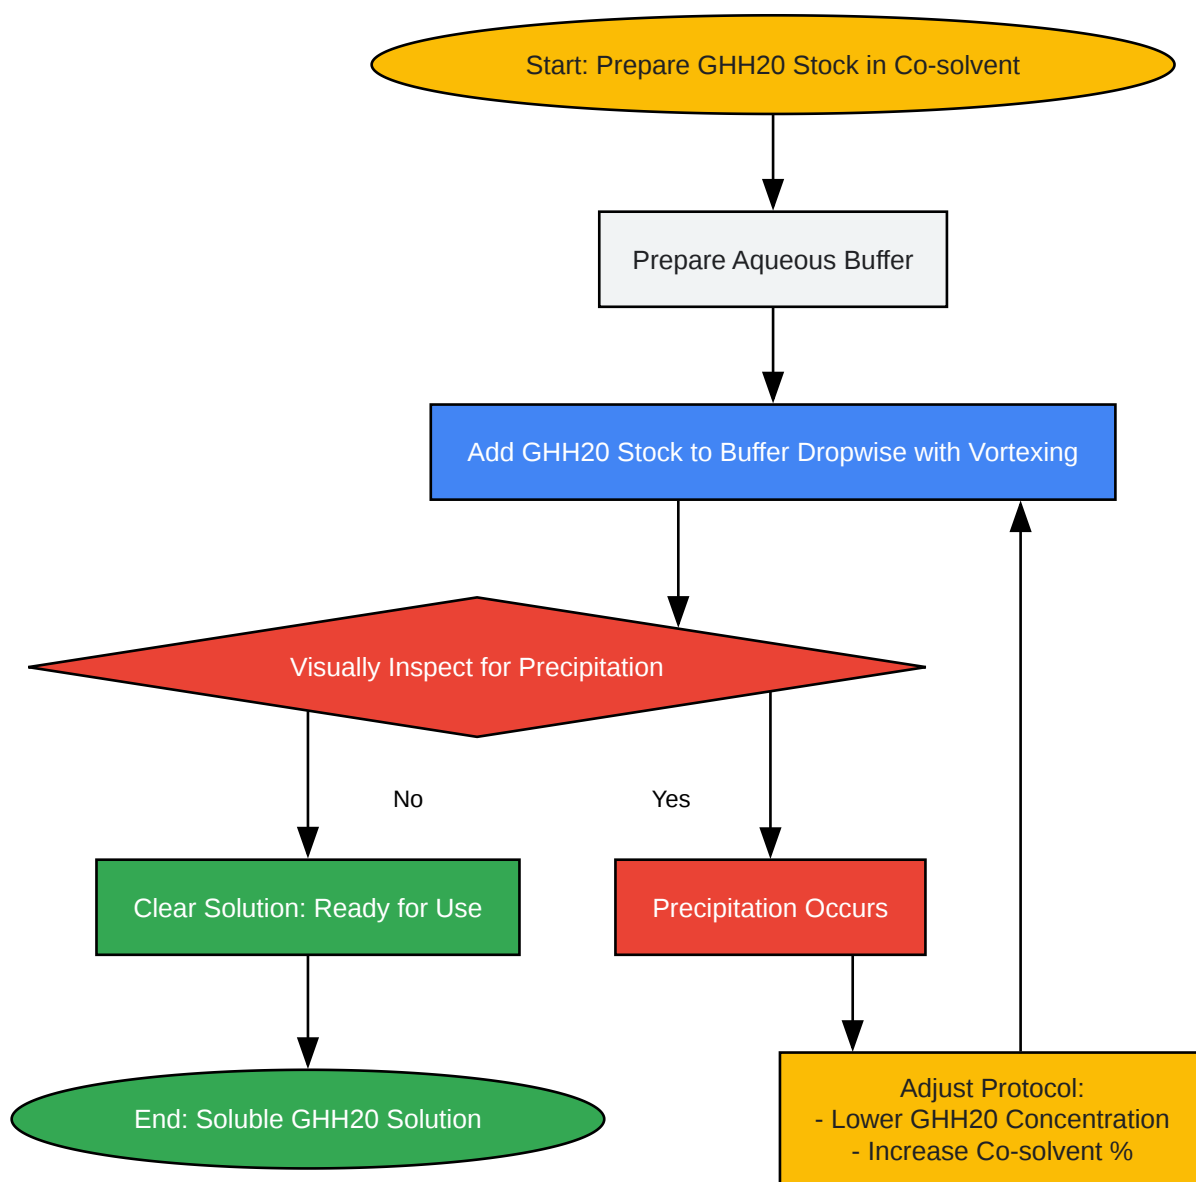 Start: Prepare GHH20 Stock in Co-solvent
Prepare Aqueous Buffer
Add GHH20 Stock to Buffer Dropwise with Vortexing
Visually Inspect for Precipitation
No
Yes
Clear Solution: Ready for Use
Precipitation Occurs
End: Soluble GHH20 Solution
Adjust Protocol:
- Lower GHH20 Concentration
- Increase Co-solvent %